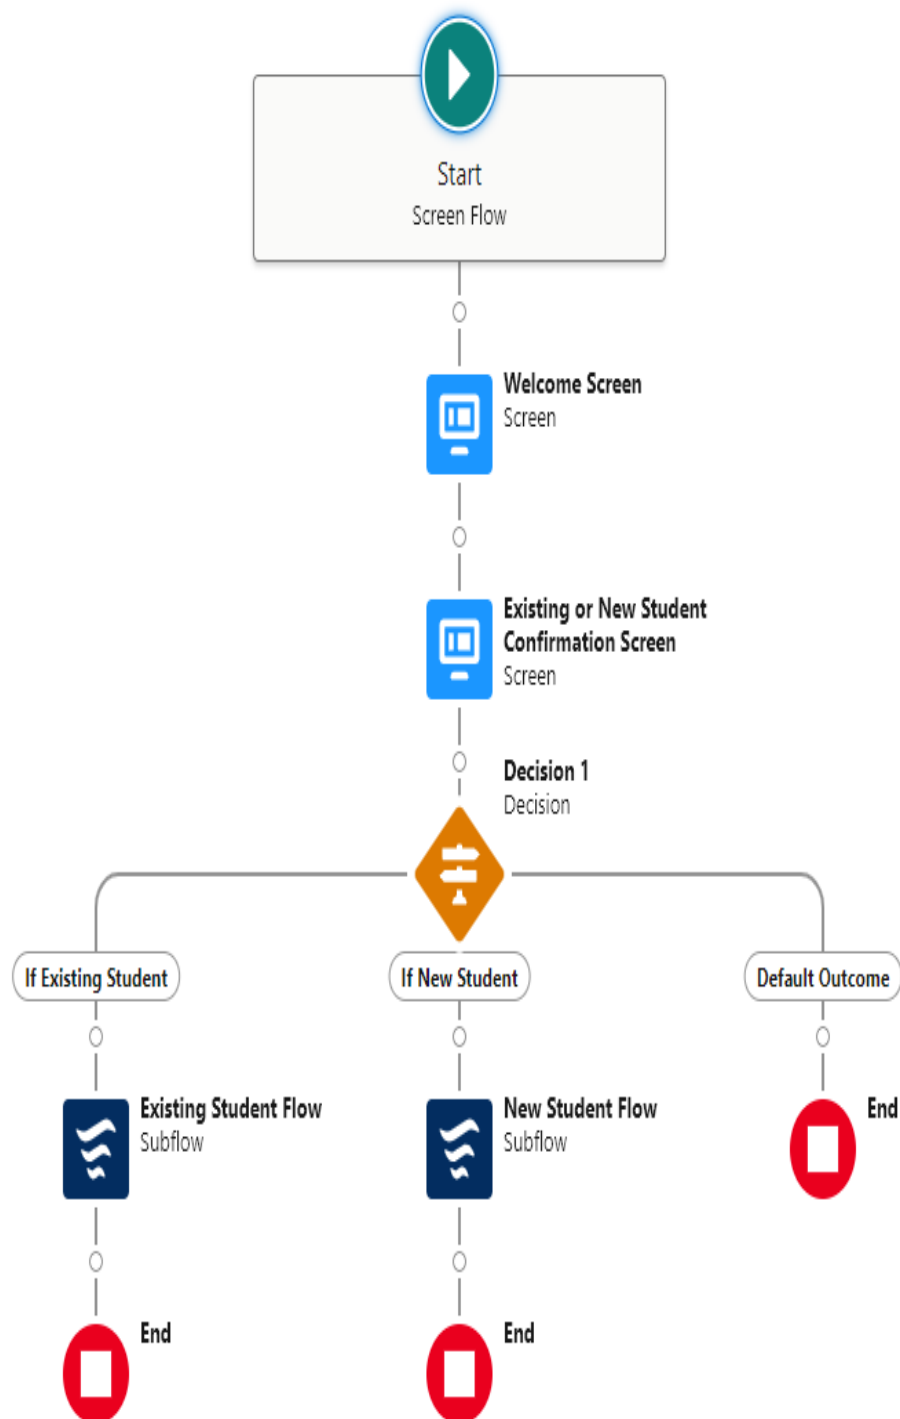 Start
Screen Flow
Welcome Screen
Screen
Existing or New Student
Confirmation Screen
Screen
Decision 1
Decision
If Existing Student
If New Student
Default Outcome
Existing Student Flow
Subflow
New Student Flow
Subflow
End
End
End